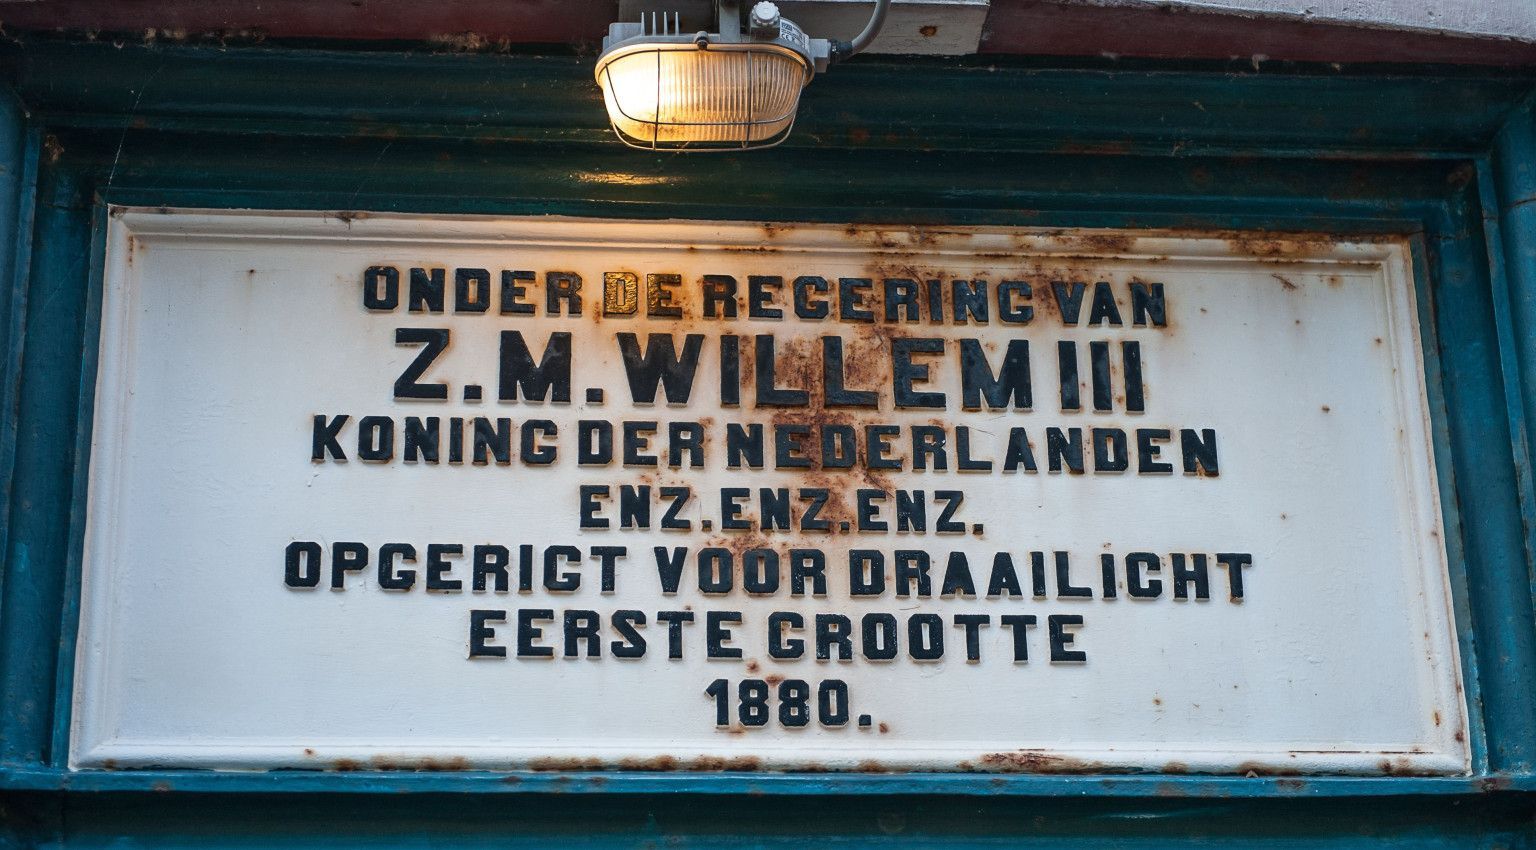 ONDER DE REGERING VAN
Z.M. WILLEM III
KONING DER NEDERLANDEN
ENZ. ENZ. ENZ.
OPGERIGT VOOR DRAAILICHT
EERSTE GROOTTE
1880.